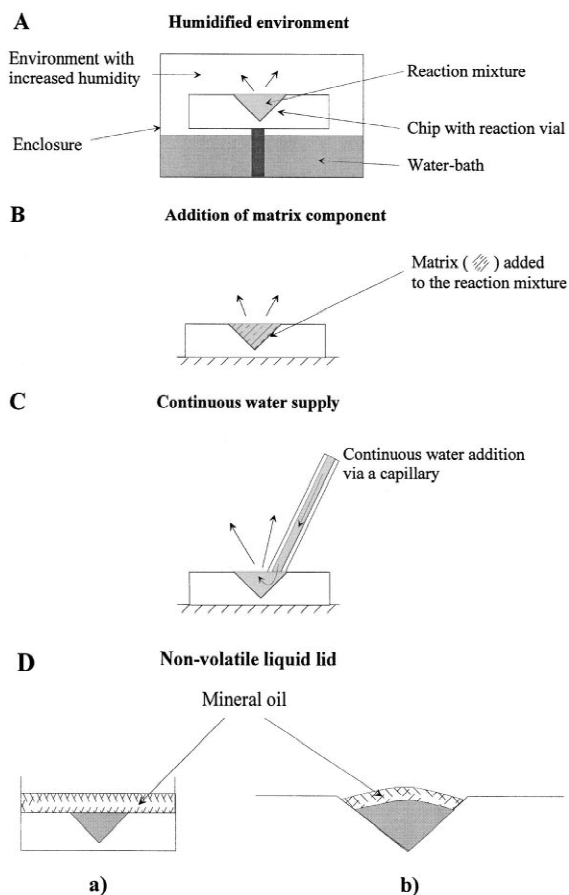 A
Humidified environment
Environment with
increased humidity
Reaction mixture
Chip with reaction vial
Enclosure
Water-bath
B
Addition of matrix component
Matrix ( ) added
to the reaction mixture
C
Continuous water supply
Continuous water addition
via a capillary
D
Non-volatile liquid lid
Mineral oil
a)
b)